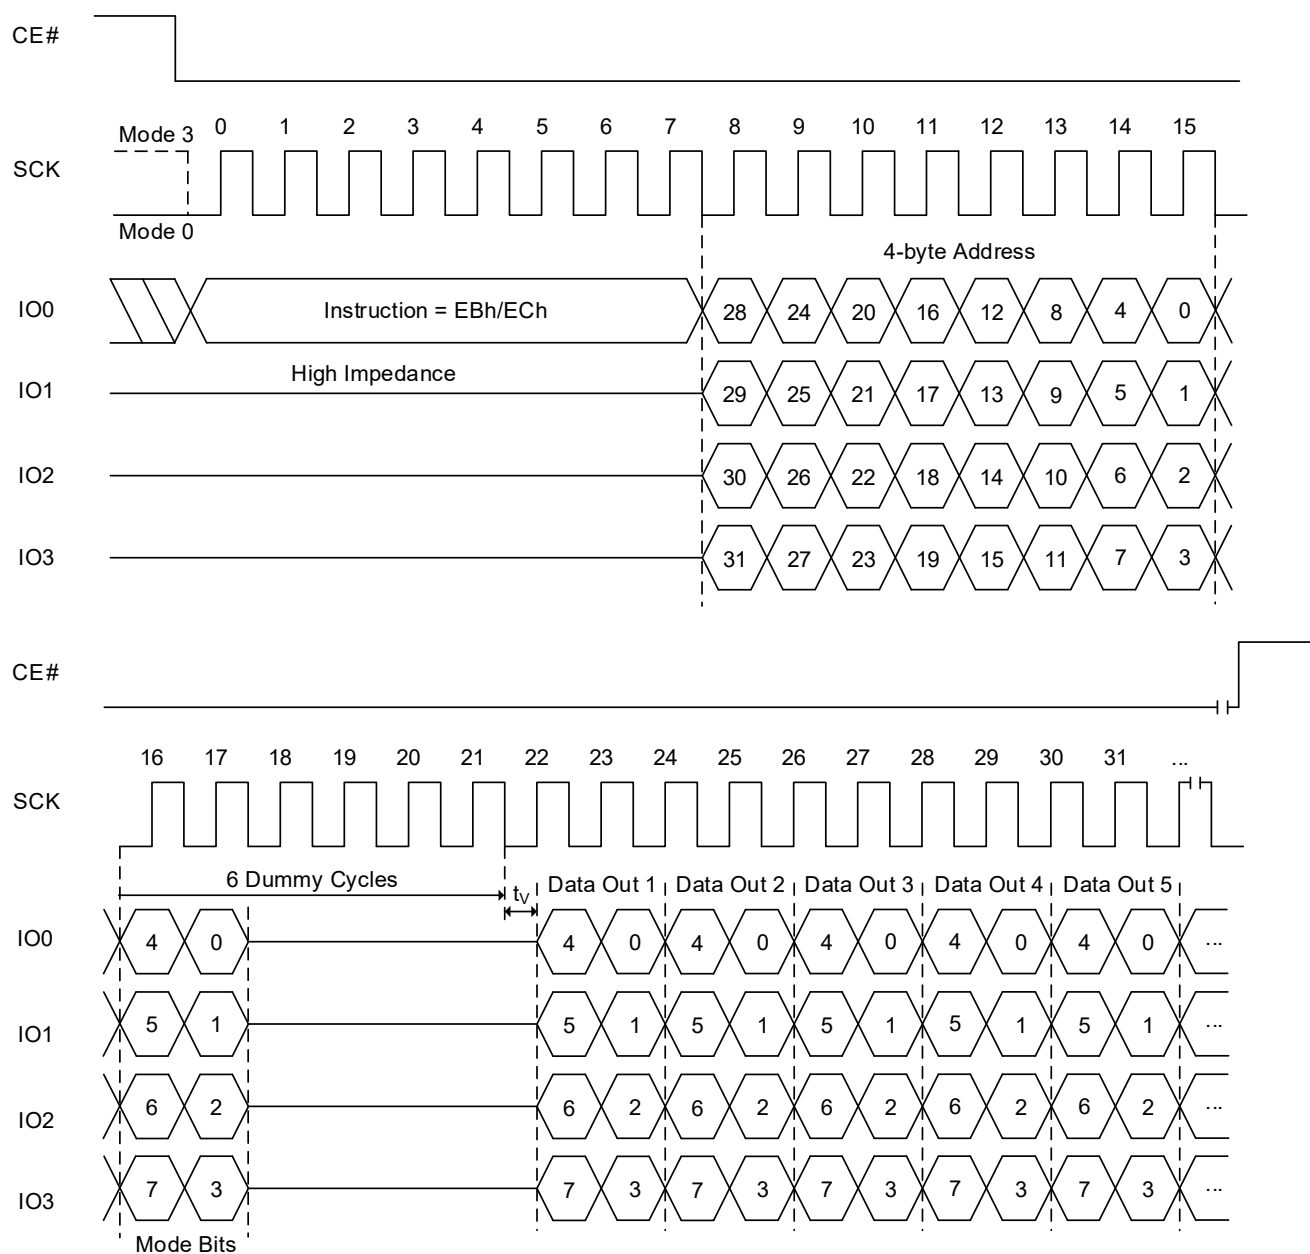 CE#
Mode 3 0 1 2 3 4 5 6 7 8 9 10 11 12 13 14 15
SCK
Mode 0
4-byte Address
IO0 Instruction = EBh/ECh 28 24 20 16 12 8 4 0
High Impedance
IO1 29 25 21 17 13 9 5 1
IO2 30 26 22 18 14 10 6 2
IO3 31 27 23 19 15 11 7 3
CE#
16 17 18 19 20 21 22 23 24 25 26 27 28 29 30 31 ...
SCK
6 Dummy Cycles tV Data Out 1 Data Out 2 Data Out 3 Data Out 4 Data Out 5
IO0 4 0 4 0 4 0 4 0 4 0 4 0 ...
IO1 5 1 5 1 5 1 5 1 5 1 5 1 ...
IO2 6 2 6 2 6 2 6 2 6 2 6 2 ...
IO3 7 3 7 3 7 3 7 3 7 3 7 3 ...
Mode Bits